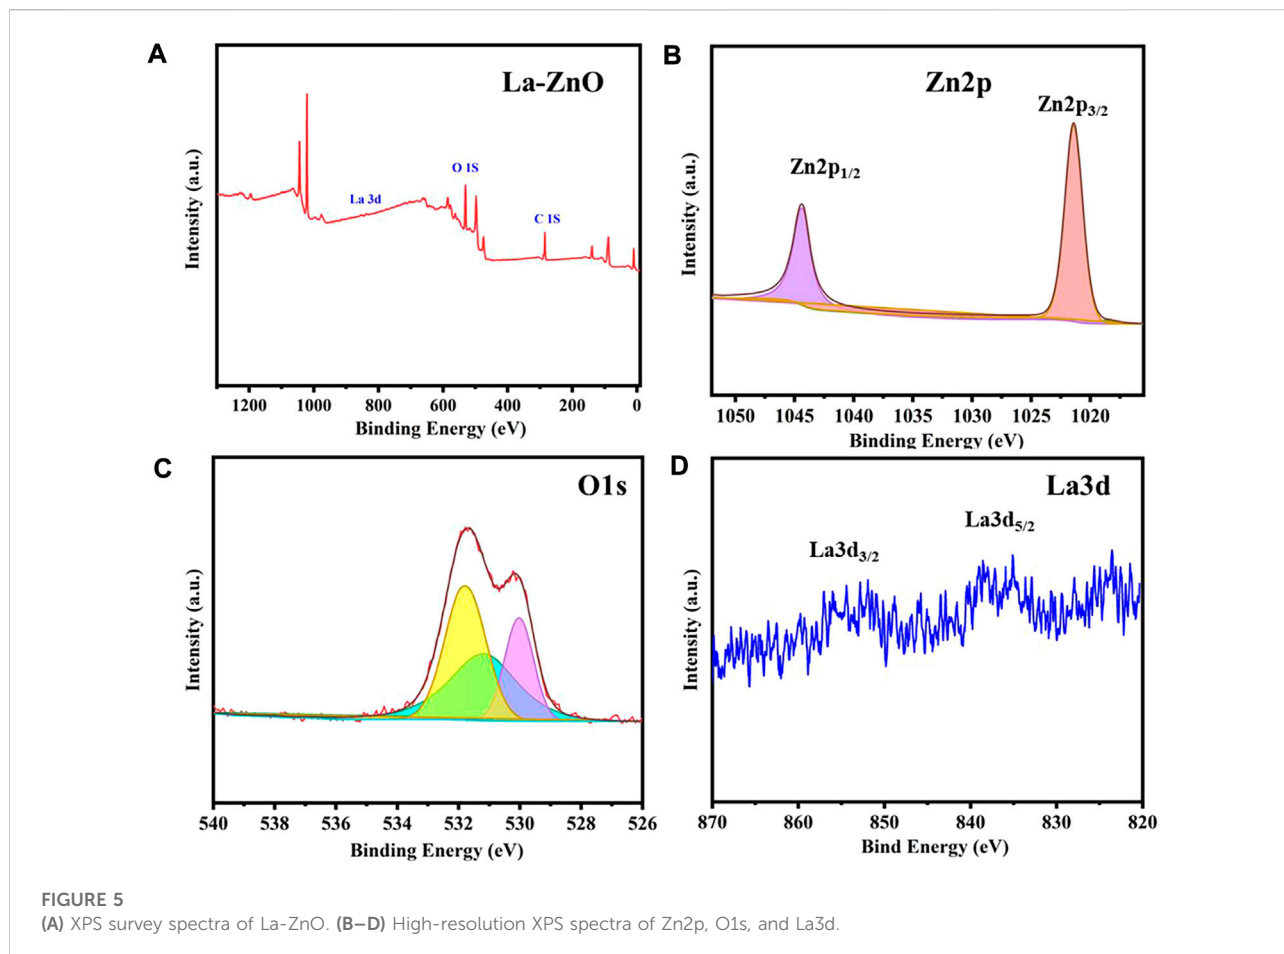 A
La-ZnO
O 1S
La 3d
C 1S
Intensity (a.u.)
1200 1000 800 600 400 200 0
Binding Energy (eV)
B
Zn2p
Zn2p3/2
Zn2p1/2
Intensity (a.u.)
1050 1045 1040 1035 1030 1025 1020
Binding Energy (eV)
C
O1s
Intensity (a.u.)
540 538 536 534 532 530 528 526
Binding Energy (eV)
D
La3d
La3d5/2
La3d3/2
Intensity (a.u.)
870 860 850 840 830 820
Bind Energy (eV)
FIGURE 5
(A) XPS survey spectra of La-ZnO. (B–D) High-resolution XPS spectra of Zn2p, O1s, and La3d.